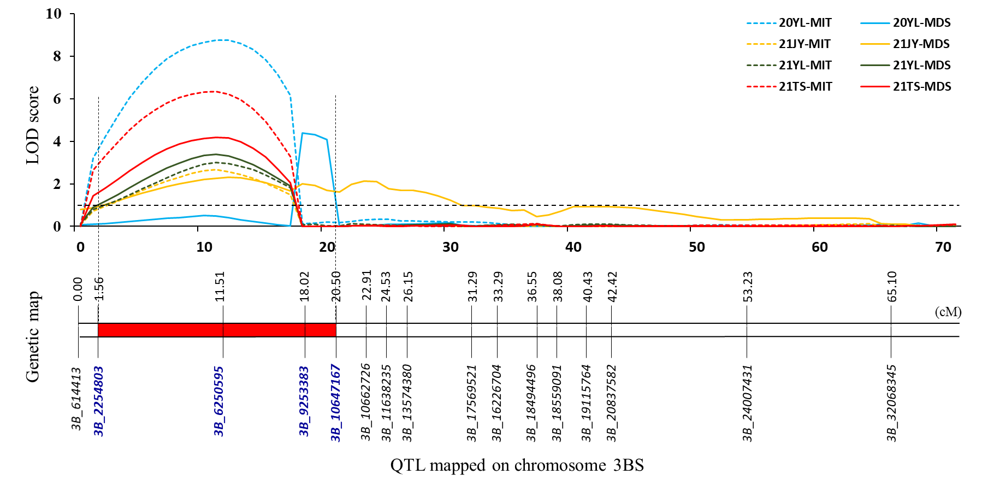 10
8
6
4
2
0
LOD score
20YL-MIT 20YL-MDS
21JY-MIT 21JY-MDS
21YL-MIT 21YL-MDS
21TS-MIT 21TS-MDS
0 10 20 30 40 50 60 70
0.00 1.56 11.51 18.02 20.50 22.91 24.53 26.15 31.29 33.29 36.55 38.08 40.43 42.42 53.23 65.10
(cM)
Genetic map
3B_614413 3B_2254803 3B_6250595 3B_9253383 3B_10647167 3B_10662726 3B_11638235 3B_13574380 3B_17569521 3B_16226704 3B_18494496 3B_18559091 3B_19115764 3B_20837582 3B_24007431 3B_32068345
QTL mapped on chromosome 3BS